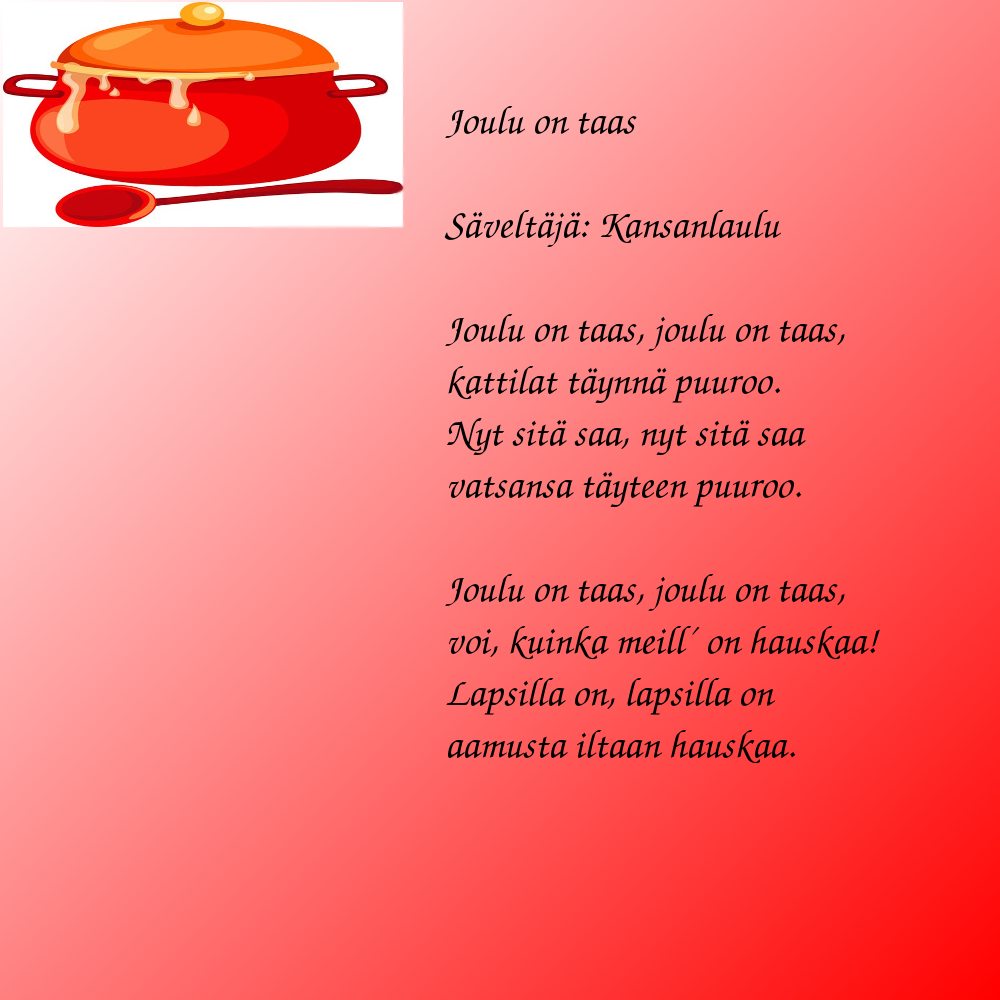 Joulu on taas
Säveltäjä: Kansanlaulu
Joulu on taas, joulu on taas,
kattilat täynnä puuroo.
Nyt sitä saa, nyt sitä saa
vatsansa täyteen puuroo.
Joulu on taas, joulu on taas,
voi, kuinka meill´ on hauskaa!
Lapsilla on, lapsilla on
aamusta iltaan hauskaa.